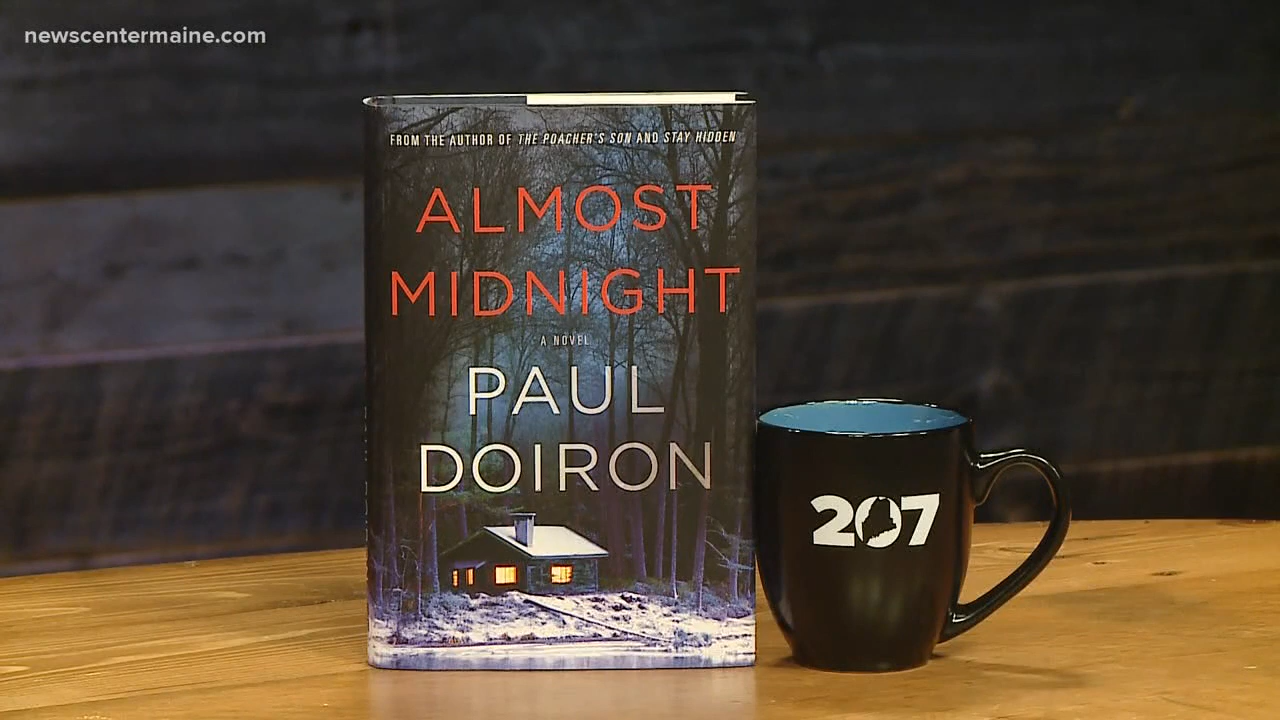 newscentermaine.com
FROM THE AUTHOR OF THE POACHER'S SON AND STAY HIDDEN
ALMOST
MIDNIGHT
A NOVEL
PAUL
DOIRON
207